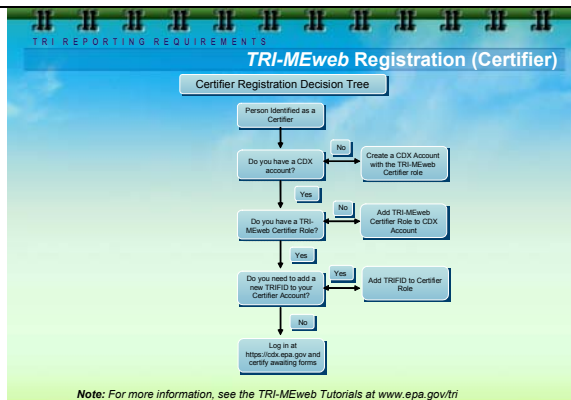 TRI REPORTING REQUIREMENTS
TRI-MEweb Registration (Certifier)
Certifier Registration Decision Tree
Person Identified as a
Certifier
No
Do you have a CDX
account?
Create a CDX Account
with the TRI-MEweb
Certifier role
Yes
No
Do you have a TRI-
MEweb Certifier Role?
Add TRI-MEweb
Certifier Role to CDX
Account
Yes
Yes
Do you need to add a
new TRIFID to your
Certifier Account?
Add TRIFID to Certifier
Role
No
Log in at
https://cdx.epa.gov and
certify awaiting forms
Note: For more information, see the TRI-MEweb Tutorials at www.epa.gov/tri